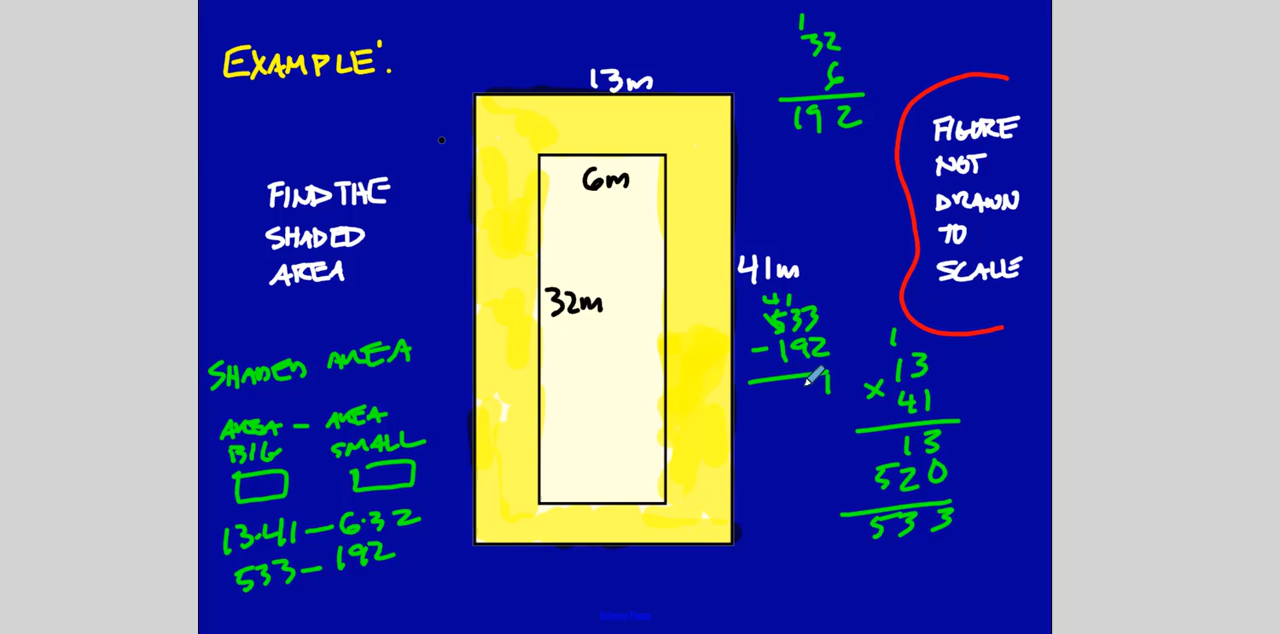 EXAMPLE:
FIND THE
SHADED
AREA
SHADED AREA
AREA - AREA
BIG SMALL
13·41 - 6·32
533 - 192
13m
6m
32m
41m
1
32
6
192
41
533
-192
1
1
13
x 41
13
520
533
FIGURE
NOT
DRAWN
TO
SCALE